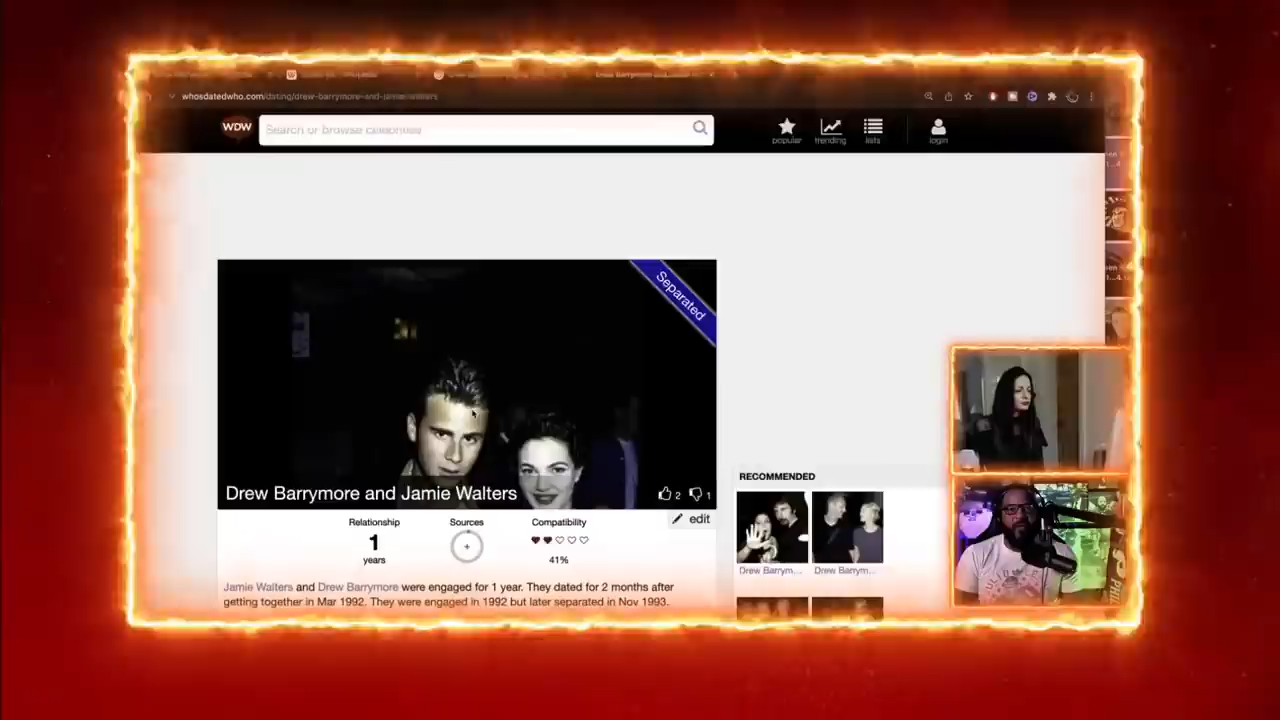 whosdatedwho.com/dating/drew-barrymore-and-jamie-walters
WDW
Search or browse categories
popular
trending
lists
login
Separated
Drew Barrymore and Jamie Walters
2
1
edit
Relationship
1
years
Sources
+
Compatibility
41%
Jamie Walters and Drew Barrymore were engaged for 1 year. They dated for 2 months after
getting together in Mar 1992. They were engaged in 1992 but later separated in Nov 1993.
RECOMMENDED
Drew Barrym...
Drew Barrym...